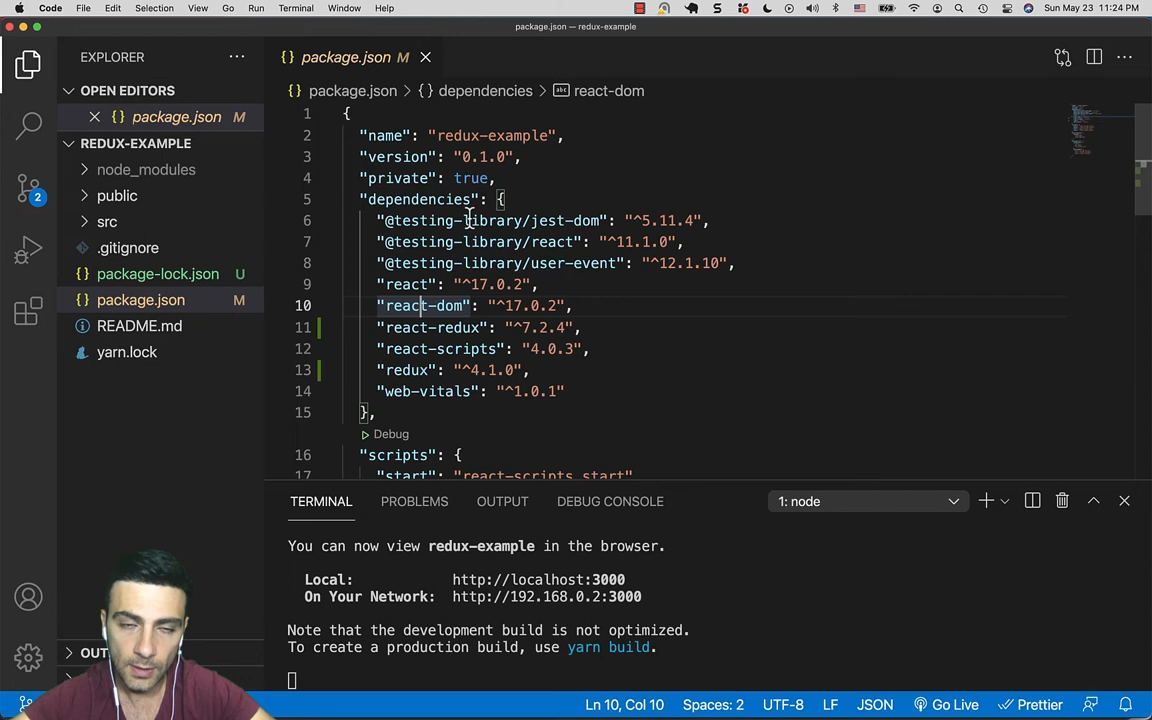 Code File Edit Selection View Go Run Terminal Window Help Sun May 23 11:24 PM
package.json — redux-example
EXPLORER
OPEN EDITORS
{} package.json M
REDUX-EXAMPLE
node_modules
public
src
.gitignore
package-lock.json U
{} package.json M
README.md
yarn.lock
2
OUT
{} package.json M
{} package.json > {} dependencies > abc react-dom
1 {
2 "name": "redux-example",
3 "version": "0.1.0",
4 "private": true,
5 "dependencies": {
6 "@testing-library/jest-dom": "^5.11.4",
7 "@testing-library/react": "^11.1.0",
8 "@testing-library/user-event": "^12.1.10",
9 "react": "^17.0.2",
10 "react-dom": "^17.0.2",
11 "react-redux": "^7.2.4",
12 "react-scripts": "4.0.3",
13 "redux": "^4.1.0",
14 "web-vitals": "^1.0.1"
15 },
Debug
16 "scripts": {
17 "start": "react-scripts start"
TERMINAL PROBLEMS OUTPUT DEBUG CONSOLE 1: node
You can now view redux-example in the browser.
Local: http://localhost:3000
On Your Network: http://192.168.0.2:3000
Note that the development build is not optimized.
To create a production build, use yarn build.
Ln 10, Col 10 Spaces: 2 UTF-8 LF JSON Go Live Prettier